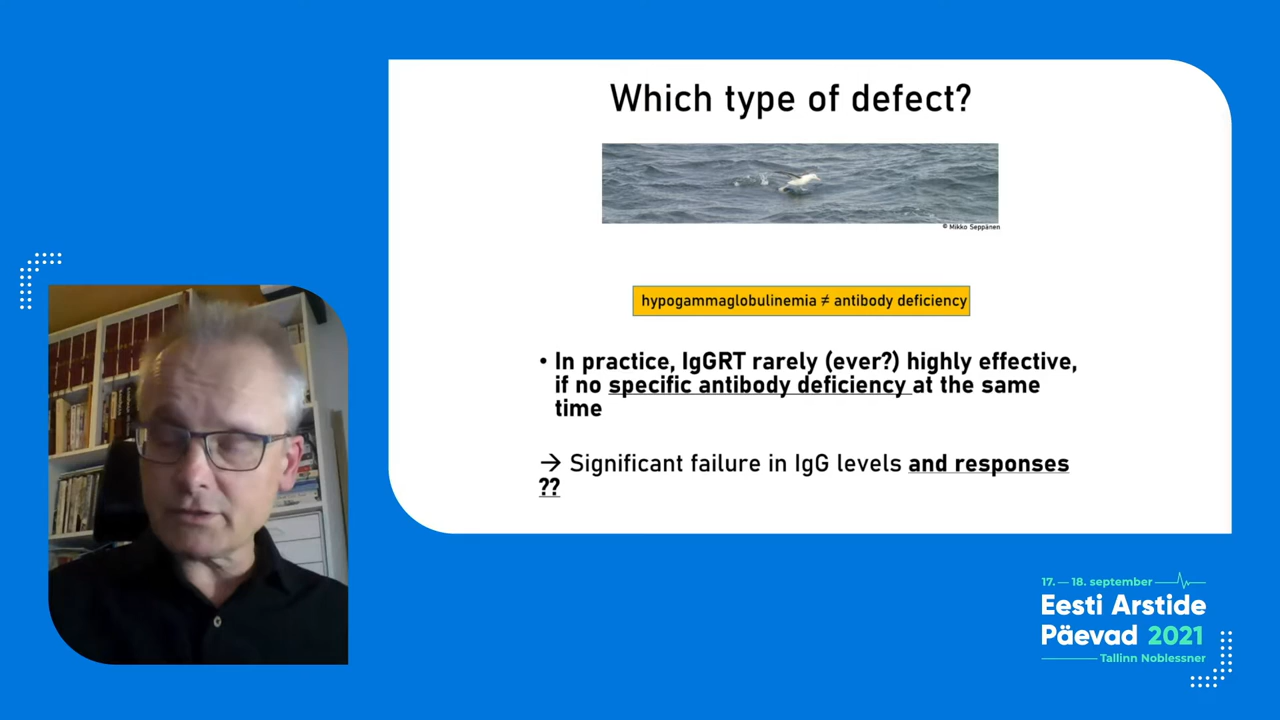 Which type of defect?
© Mikko Seppänen
hypogammaglobulinemia ≠ antibody deficiency
• In practice, IgGRT rarely (ever?) highly effective,
if no specific antibody deficiency at the same
time
→ Significant failure in IgG levels and responses
??
17. — 18. september
Eesti Arstide
Päevad 2021
Tallinn Noblessner